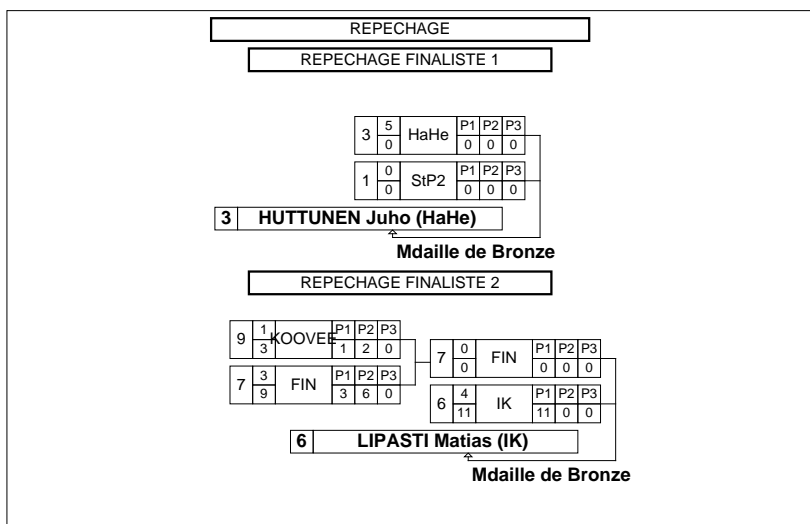 REPECHAGE
REPECHAGE FINALISTE 1
3 5 HaHe P1 P2 P3
0 0 0 0
1 0 StP2 P1 P2 P3
0 0 0 0
3 HUTTUNEN Juho (HaHe)
Mdaille de Bronze
REPECHAGE FINALISTE 2
9 1 KOOVEE P1 P2 P3
3 1 2 0
7 0 FIN P1 P2 P3
0 0 0 0
7 3 FIN P1 P2 P3
9 3 6 0
6 4 IK P1 P2 P3
11 11 0 0
6 LIPASTI Matias (IK)
Mdaille de Bronze